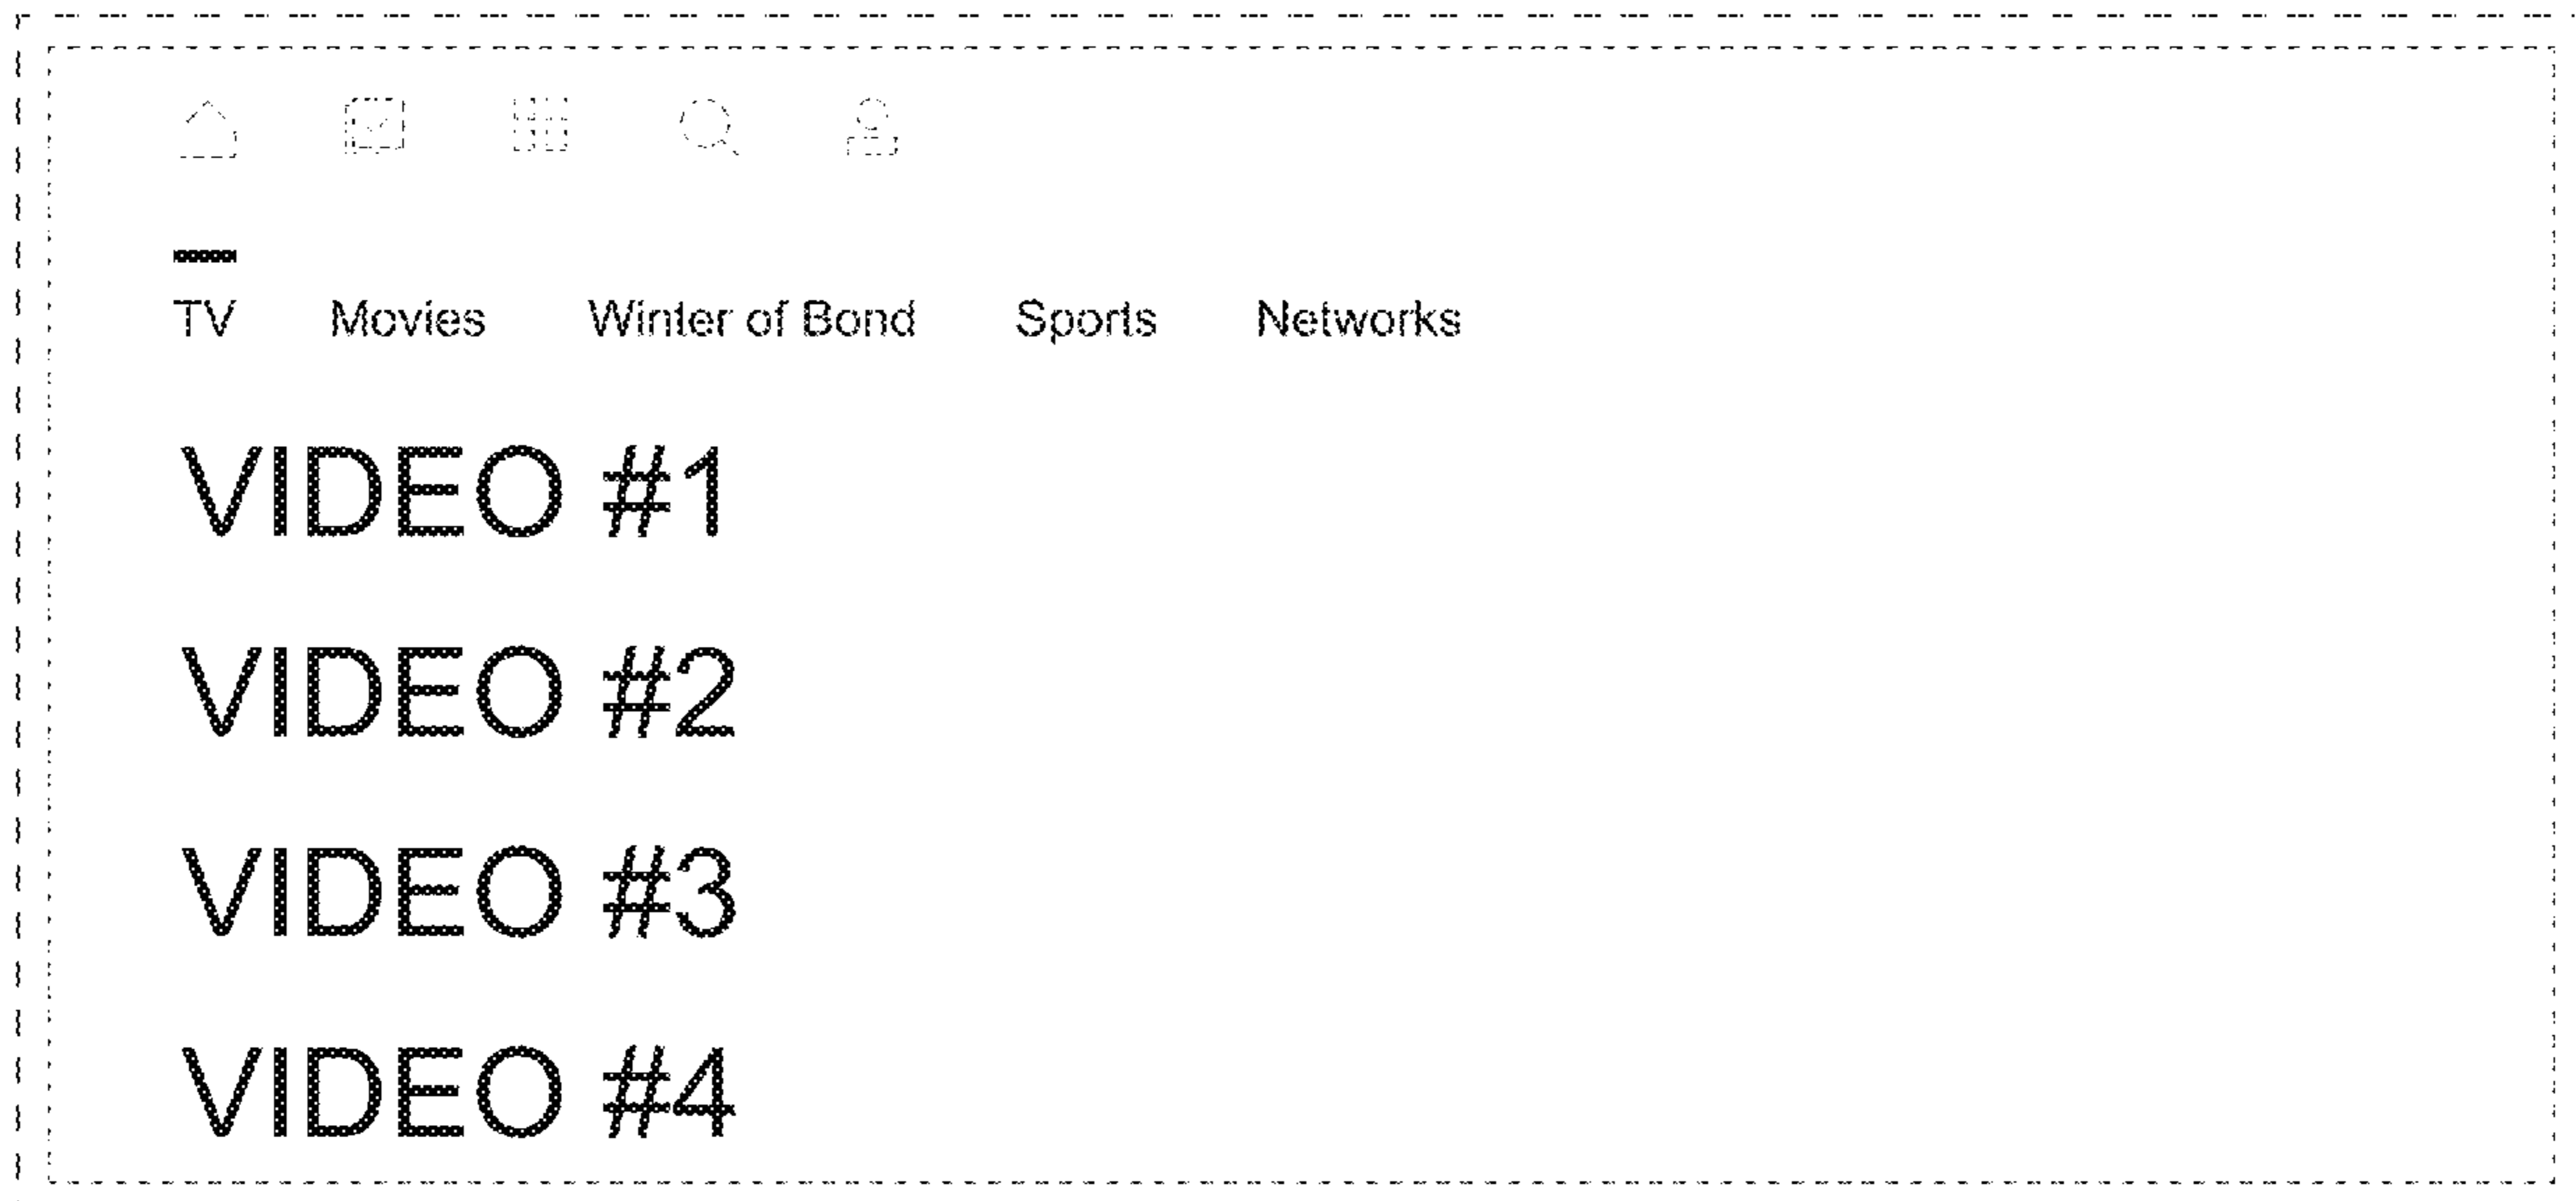 TV Movies Winter of Bond Sports Networks
VIDEO #1
VIDEO #2
VIDEO #3
VIDEO #4